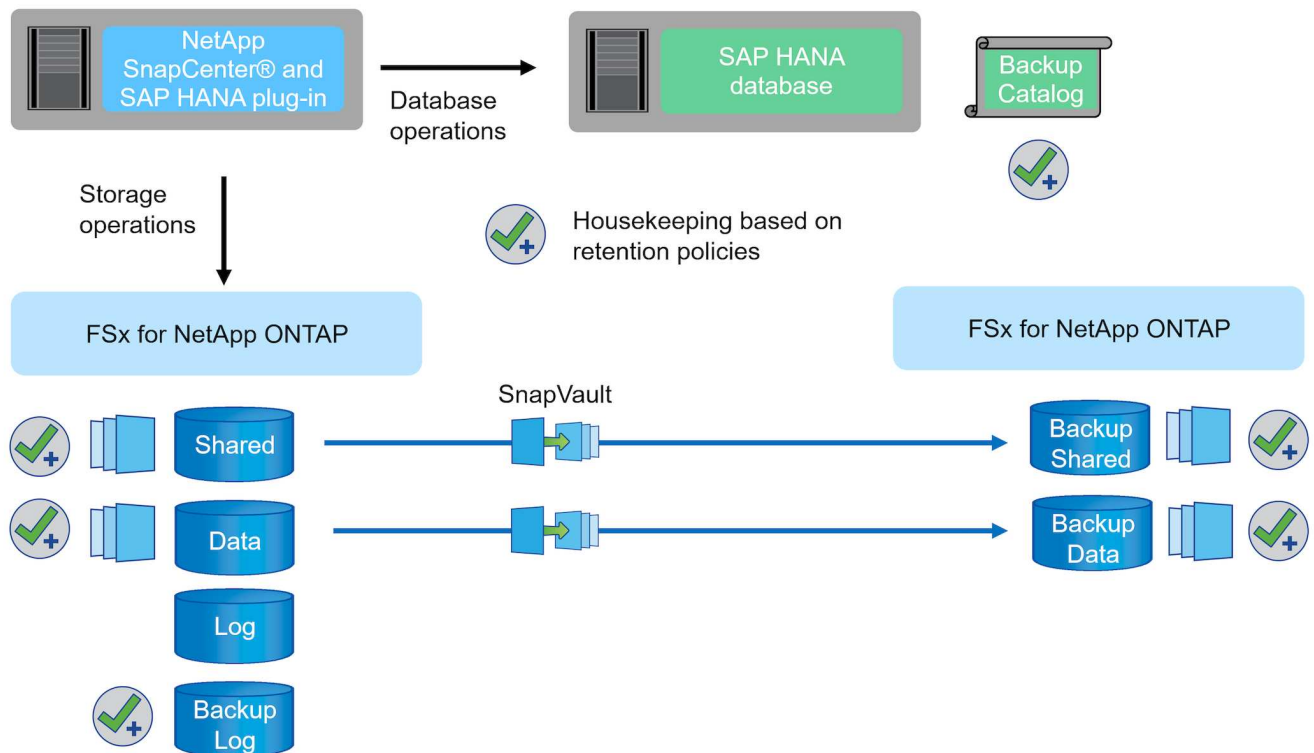 NetApp
SnapCenter® and
SAP HANA plug-in
SAP HANA
database
Backup
Catalog
Database
operations
Storage
operations
Housekeeping based on
retention policies
FSx for NetApp ONTAP
FSx for NetApp ONTAP
SnapVault
Shared
Backup
Shared
Data
Backup
Data
Log
Backup
Log